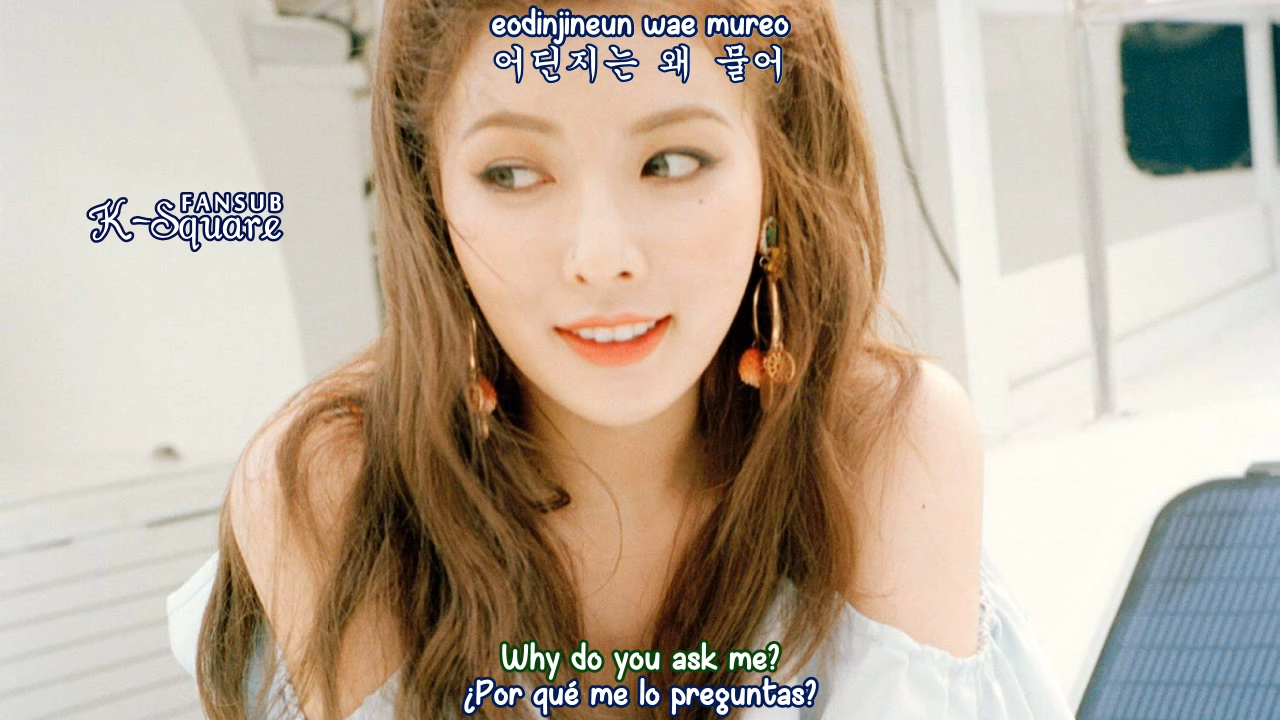 eodinjineun wae mureo
어딘지는 왜 물어
FANSUB
K-Square
Why do you ask me?
¿Por qué me lo preguntas?